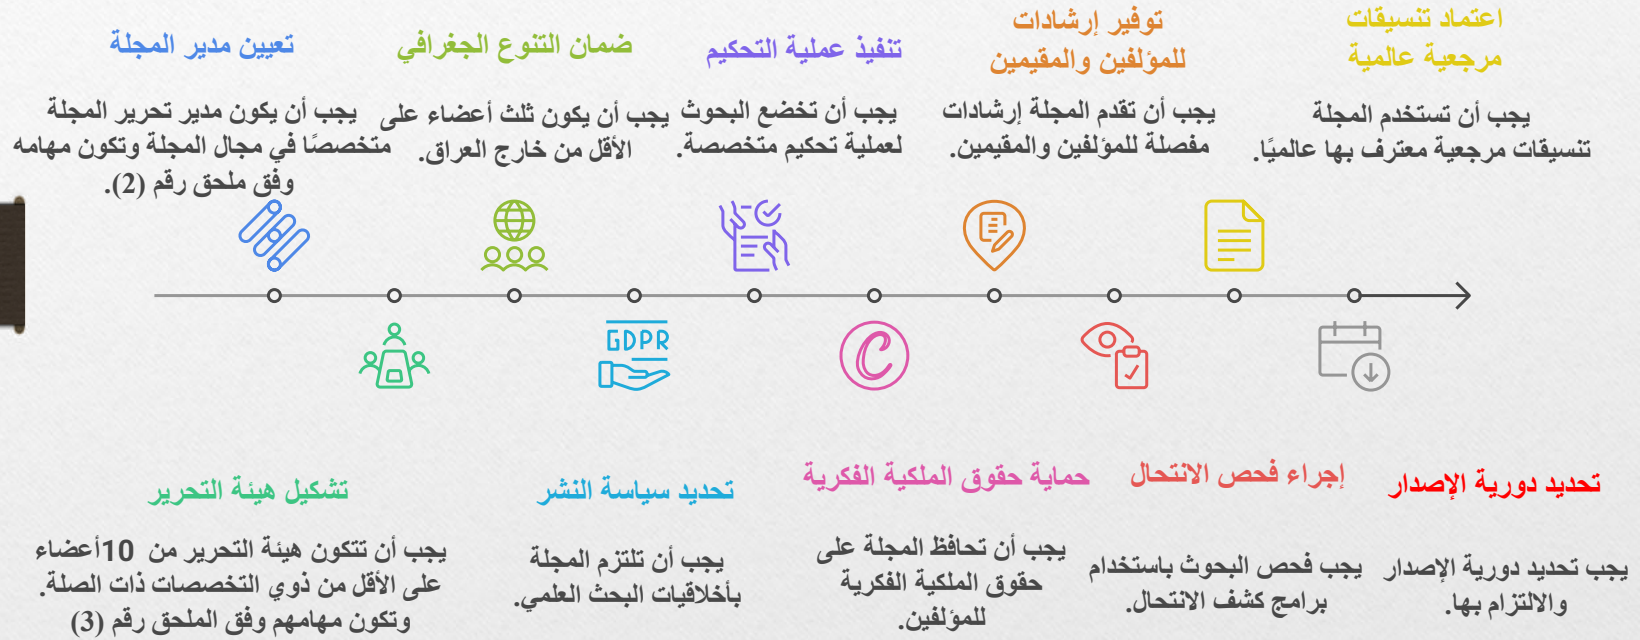 تعيين مدير المجلة
يجب أن يكون مدير تحرير المجلة
متخصصًا في مجال المجلة وتكون مهامه
وفق ملحق رقم (2).
تشكيل هيئة التحرير
يجب أن تتكون هيئة التحرير من 10أعضاء
على الأقل من ذوي التخصصات ذات الصلة.
وتكون مهامهم وفق الملحق رقم (3)
ضمان التنوع الجغرافي
يجب أن يكون ثلث أعضاء على
الأقل من خارج العراق.
GDPR
تحديد سياسة النشر
يجب أن تلتزم المجلة
بأخلاقيات البحث العلمي.
تنفيذ عملية التحكيم
يجب أن تخضع البحوث
لعملية تحكيم متخصصة.
حماية حقوق الملكية الفكرية
يجب أن تحافظ المجلة على
حقوق الملكية الفكرية
للمؤلفين.
توفير إرشادات
للمؤلفين والمقيمين
يجب أن تقدم المجلة إرشادات
مفصلة للمؤلفين والمقيمين.
إجراء فحص الانتحال
يجب فحص البحوث باستخدام
برامج كشف الانتحال.
اعتماد تنسيقات
مرجعية عالمية
يجب أن تستخدم المجلة
تنسيقات مرجعية معترف بها عالميًا.
تحديد دورية الإصدار
يجب تحديد دورية الإصدار
والالتزام بها.